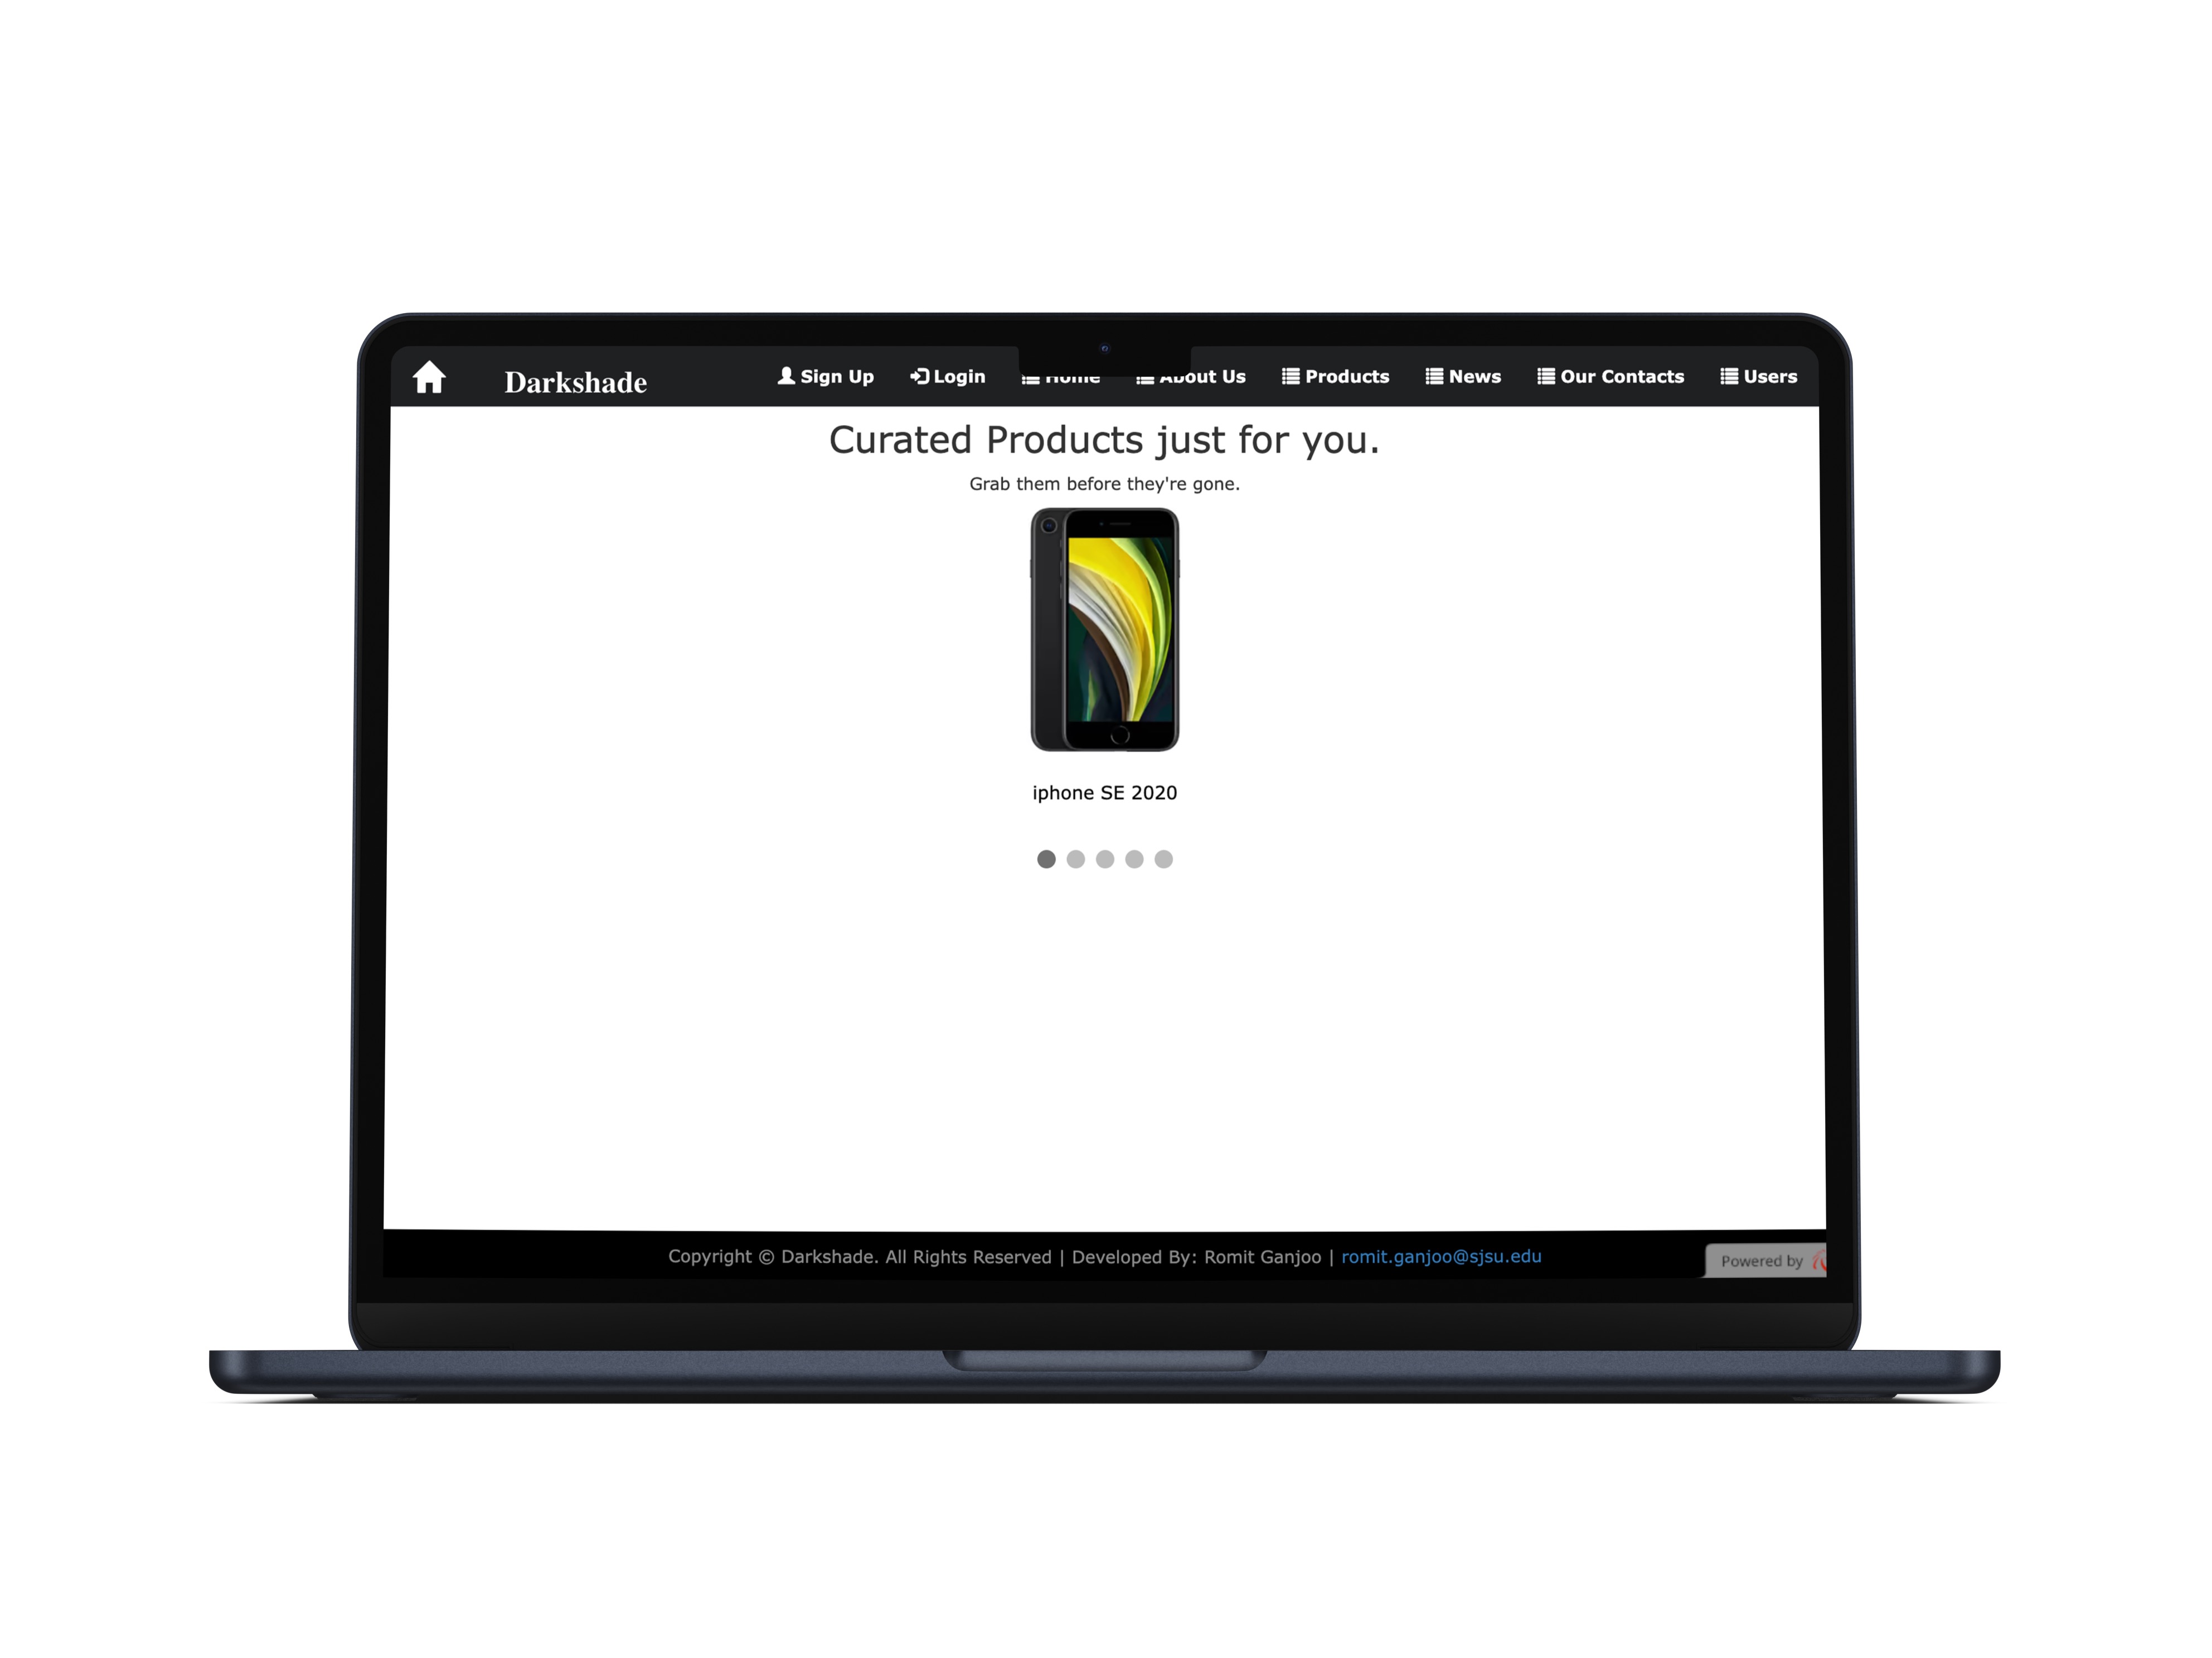 Darkshade Sign Up Login Home About Us Products News Our Contacts Users
Curated Products just for you.
Grab them before they're gone.
iphone SE 2020
Copyright © Darkshade. All Rights Reserved | Developed By: Romit Ganjoo | romit.ganjoo@sjsu.edu
Powered by